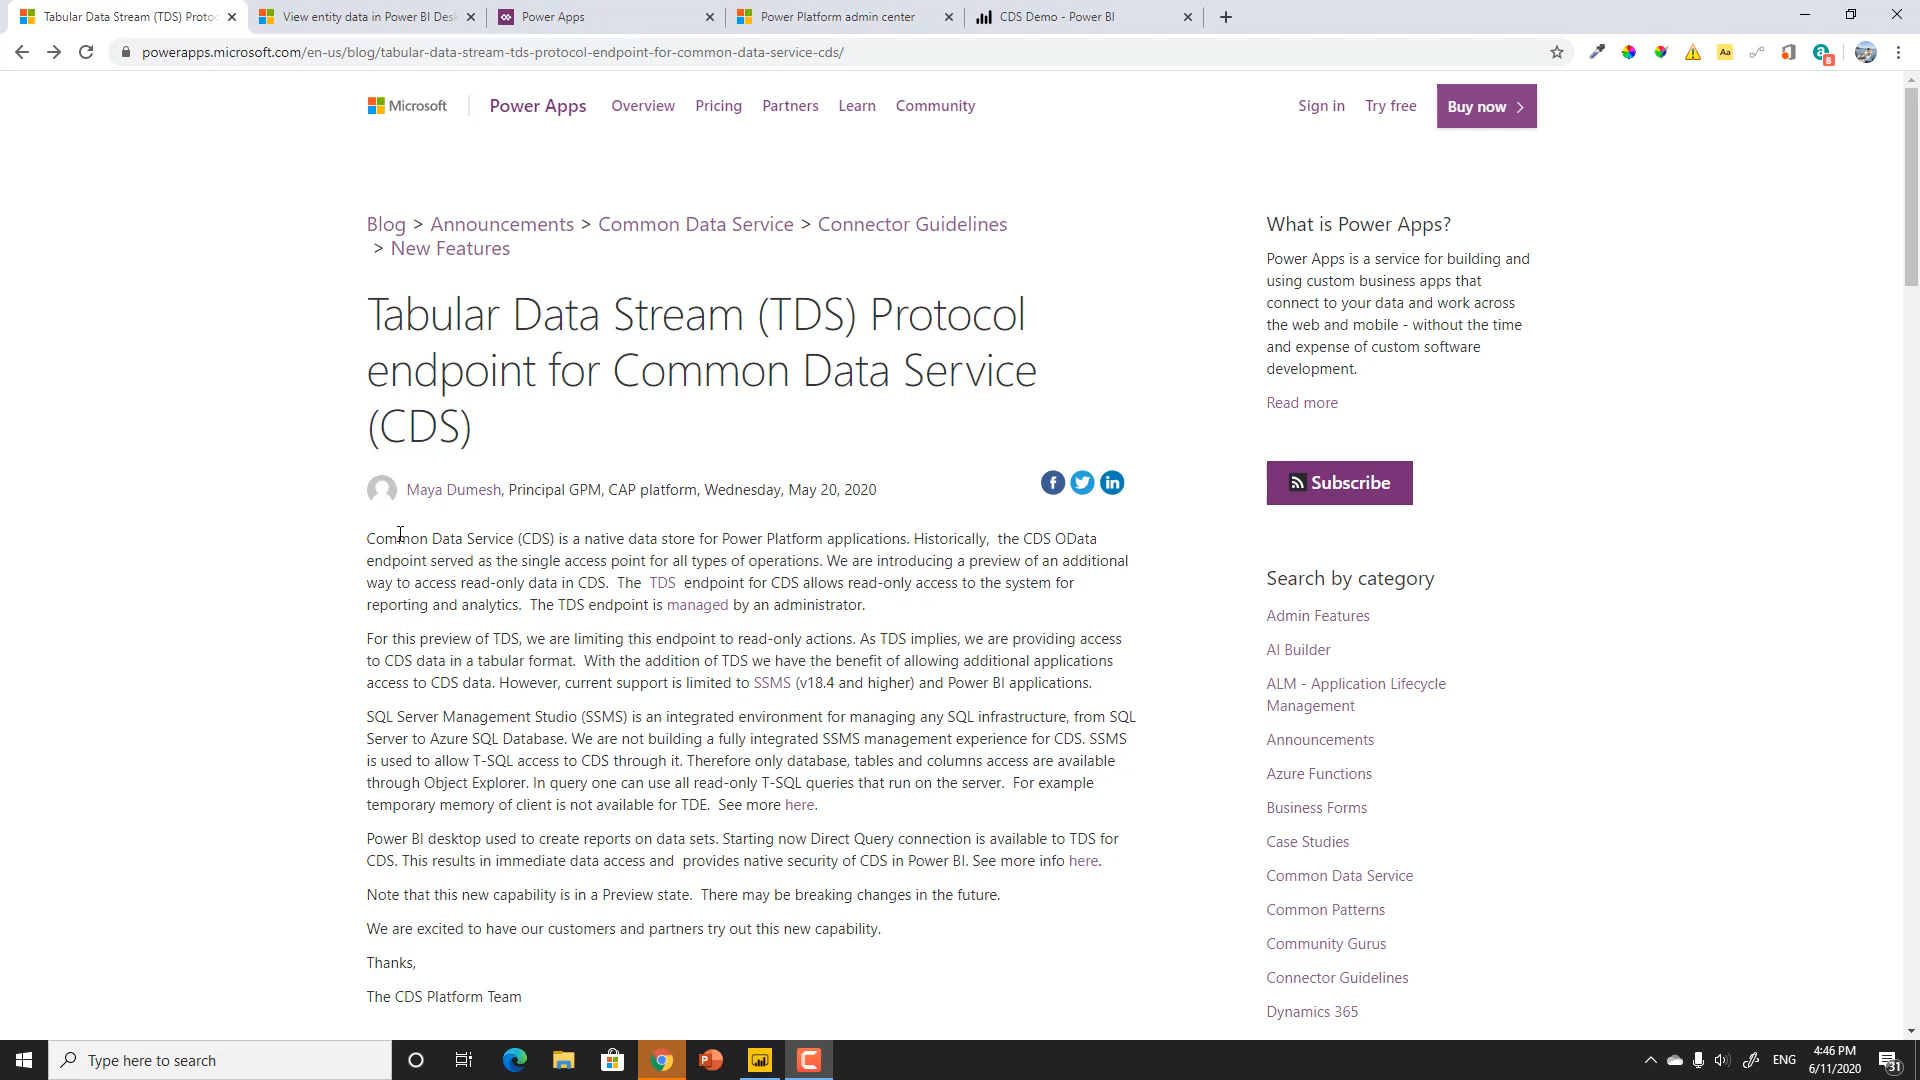 Tabular Data Stream (TDS) Protoc
View entity data in Power BI Des
Power Apps
Power Platform admin center
CDS Demo - Power BI
powerapps.microsoft.com/en-us/blog/tabular-data-stream-tds-protocol-endpoint-for-common-data-service-cds/
Aa
8
Microsoft
Power Apps
Overview
Pricing
Partners
Learn
Community
Sign in
Try free
Buy now >
Blog > Announcements > Common Data Service > Connector Guidelines
> New Features
Tabular Data Stream (TDS) Protocol
endpoint for Common Data Service
(CDS)
Maya Dumesh, Principal GPM, CAP platform, Wednesday, May 20, 2020
Common Data Service (CDS) is a native data store for Power Platform applications. Historically, the CDS OData
endpoint served as the single access point for all types of operations. We are introducing a preview of an additional
way to access read-only data in CDS. The TDS endpoint for CDS allows read-only access to the system for
reporting and analytics. The TDS endpoint is managed by an administrator.
For this preview of TDS, we are limiting this endpoint to read-only actions. As TDS implies, we are providing access
to CDS data in a tabular format. With the addition of TDS we have the benefit of allowing additional applications
access to CDS data. However, current support is limited to SSMS (v18.4 and higher) and Power BI applications.
SQL Server Management Studio (SSMS) is an integrated environment for managing any SQL infrastructure, from SQL
Server to Azure SQL Database. We are not building a fully integrated SSMS management experience for CDS. SSMS
is used to allow T-SQL access to CDS through it. Therefore only database, tables and columns access are available
through Object Explorer. In query one can use all read-only T-SQL queries that run on the server. For example
temporary memory of client is not available for TDE. See more here.
Power BI desktop used to create reports on data sets. Starting now Direct Query connection is available to TDS for
CDS. This results in immediate data access and provides native security of CDS in Power BI. See more info here.
Note that this new capability is in a Preview state. There may be breaking changes in the future.
We are excited to have our customers and partners try out this new capability.
Thanks,
The CDS Platform Team
What is Power Apps?
Power Apps is a service for building and
using custom business apps that
connect to your data and work across
the web and mobile - without the time
and expense of custom software
development.
Read more
Subscribe
Search by category
Admin Features
AI Builder
ALM - Application Lifecycle
Management
Announcements
Azure Functions
Business Forms
Case Studies
Common Data Service
Common Patterns
Community Gurus
Connector Guidelines
Dynamics 365
Type here to search
ENG
4:46 PM
6/11/2020
31